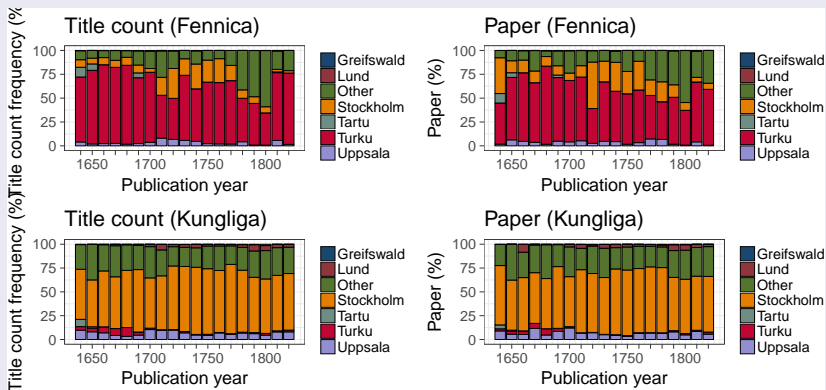 Title count (Fennica)
Title count frequency (%
100
75
50
25
0
1650
1700
1750
1800
Publication year
Greifswald
Lund
Other
Stockholm
Tartu
Turku
Uppsala
Paper (Fennica)
Paper (%)
100
75
50
25
0
1650
1700
1750
1800
Publication year
Greifswald
Lund
Other
Stockholm
Tartu
Turku
Uppsala
Title count (Kungliga)
Title count frequency (%)
100
75
50
25
0
1650
1700
1750
1800
Publication year
Greifswald
Lund
Other
Stockholm
Tartu
Turku
Uppsala
Paper (Kungliga)
Paper (%)
100
75
50
25
0
1650
1700
1750
1800
Publication year
Greifswald
Lund
Other
Stockholm
Tartu
Turku
Uppsala